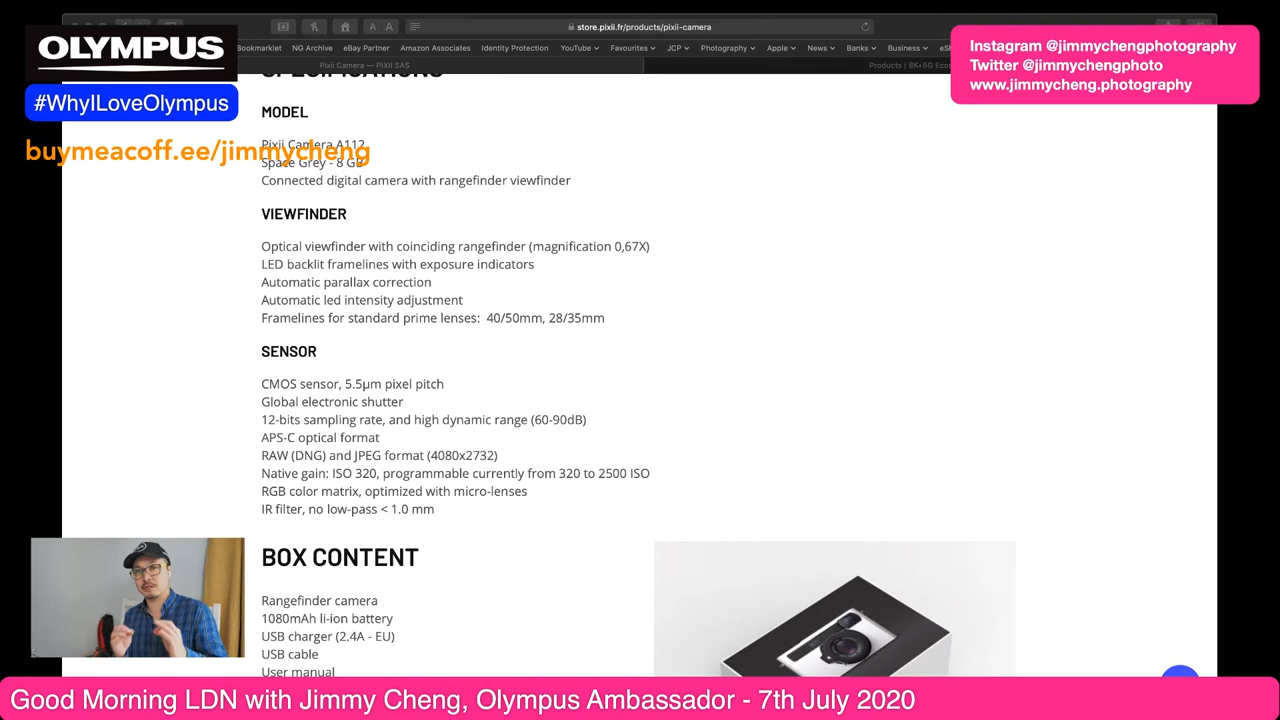 store.pixii.fr/products/pixii-camera
OLYMPUS
Bookmarklet NG Archive eBay Partner Amazon Associates Identity Protection YouTube Favourites JCP Photography Apple News Banks Business
Pixii Camera — PIXII SAS
Products | 8K+5G
Instagram @jimmychengphotography
Twitter @jimmychengphoto
www.jimmycheng.photography
#WhyILoveOlympus
buymeacoff.ee/jimmycheng
SPECIFICATIONS
MODEL
Pixii Camera A112
Space Grey - 8 GB
Connected digital camera with rangefinder viewfinder
VIEWFINDER
Optical viewfinder with coinciding rangefinder (magnification 0,67X)
LED backlit framelines with exposure indicators
Automatic parallax correction
Automatic led intensity adjustment
Framelines for standard prime lenses: 40/50mm, 28/35mm
SENSOR
CMOS sensor, 5.5µm pixel pitch
Global electronic shutter
12-bits sampling rate, and high dynamic range (60-90dB)
APS-C optical format
RAW (DNG) and JPEG format (4080x2732)
Native gain: ISO 320, programmable currently from 320 to 2500 ISO
RGB color matrix, optimized with micro-lenses
IR filter, no low-pass < 1.0 mm
BOX CONTENT
Rangefinder camera
1080mAh li-ion battery
USB charger (2.4A - EU)
USB cable
User manual
Good Morning LDN with Jimmy Cheng, Olympus Ambassador - 7th July 2020